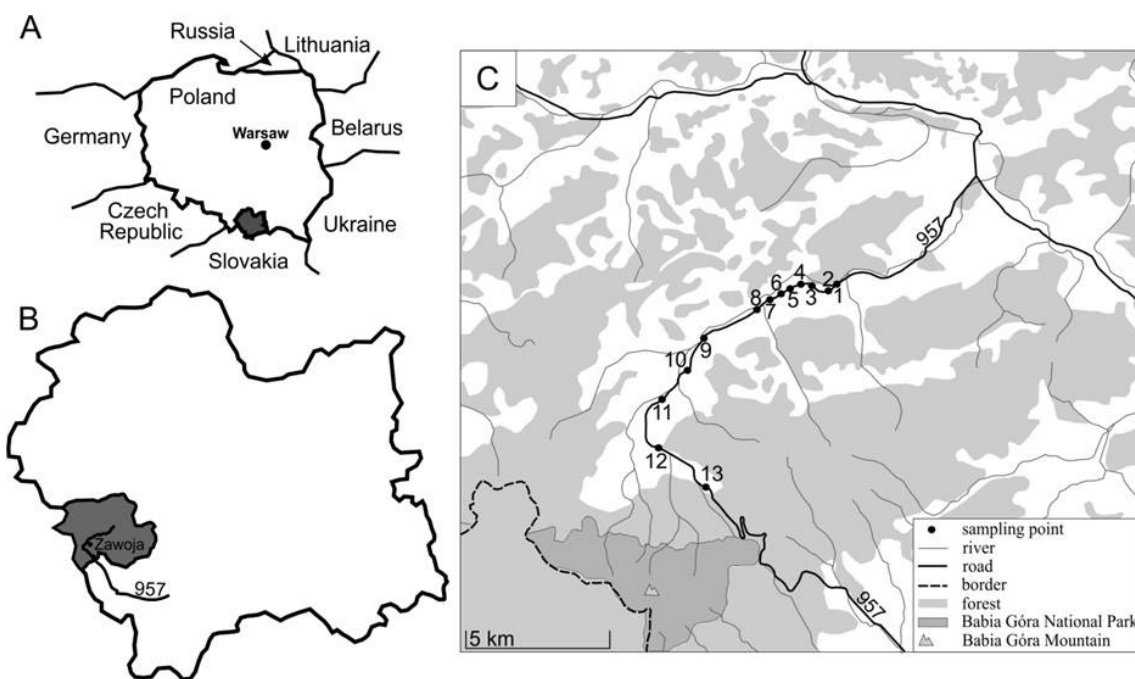 A
Russia
Lithuania
Poland
Germany
Warsaw
Belarus
Czech
Republic
Ukraine
Slovakia
B
Zawoja
957
C
957
4
2
6
3
1
8
5
7
9
10
11
12
13
957
5 km
sampling point
river
road
border
forest
Babia Góra National Park
Babia Góra Mountain